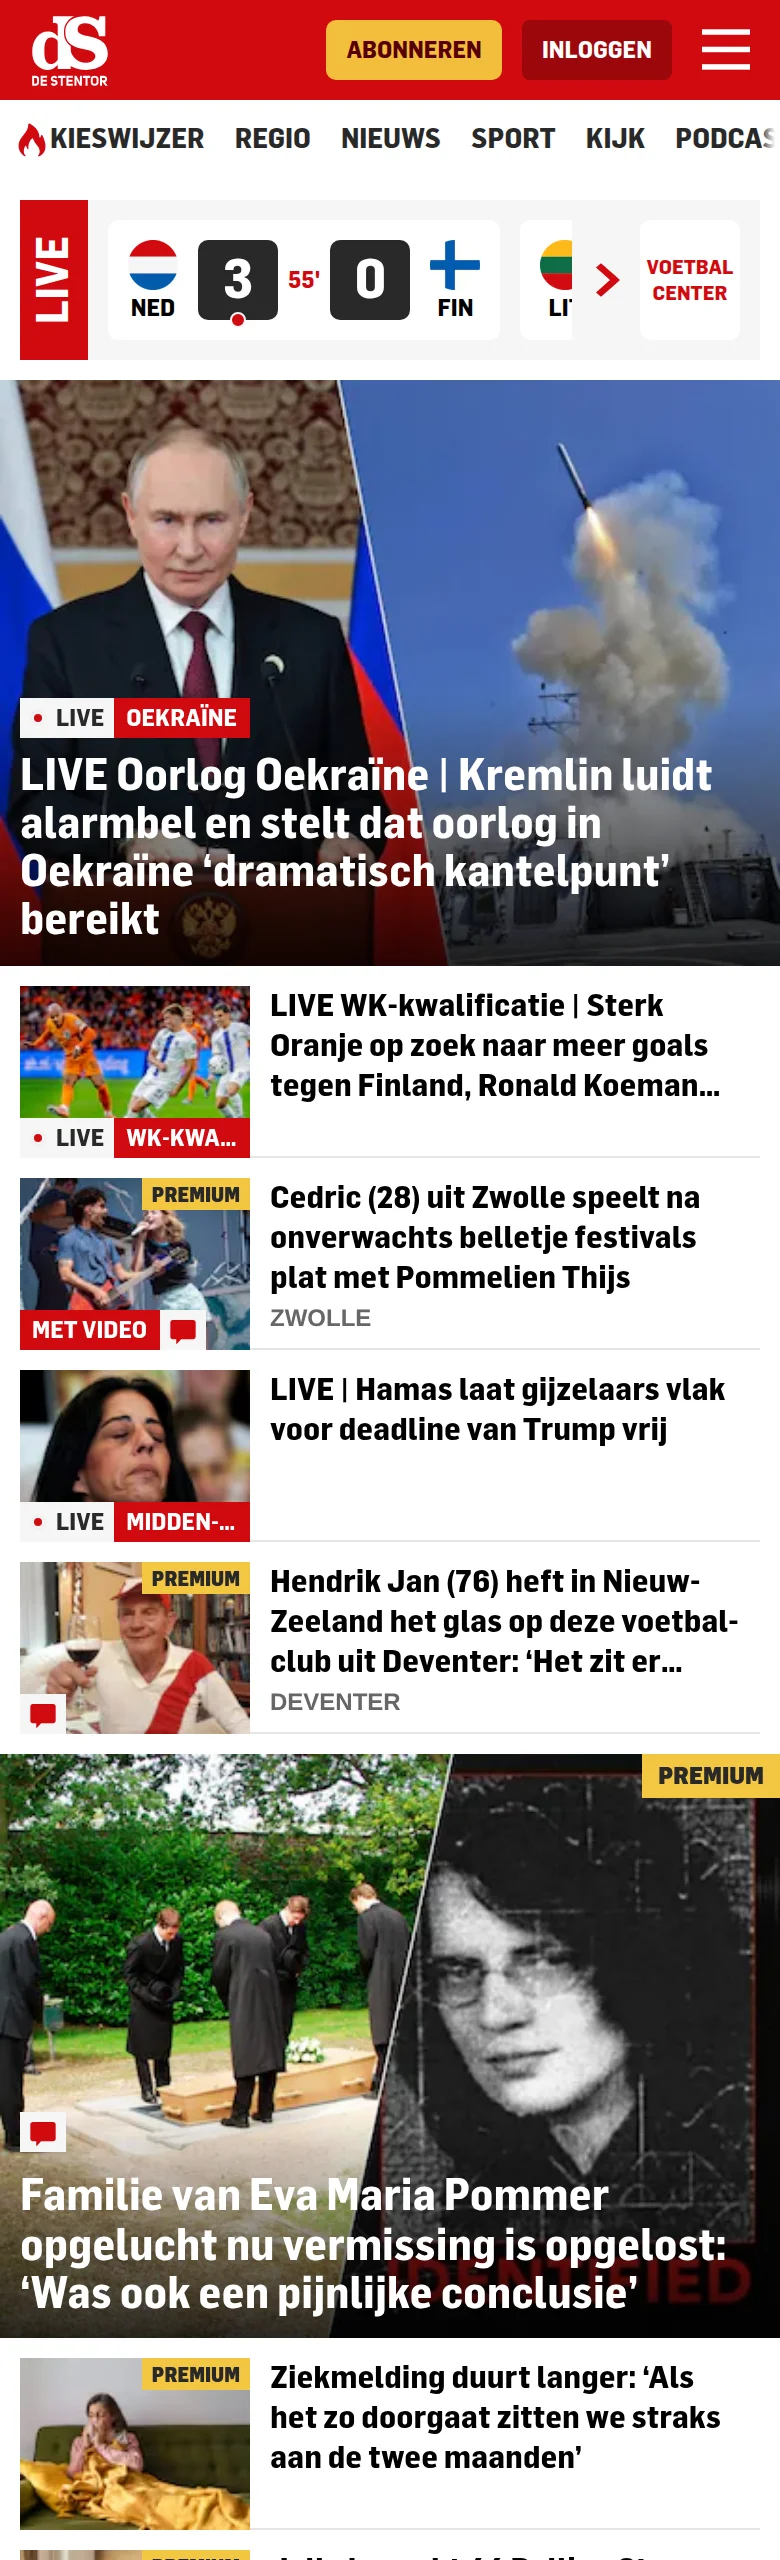 dS
DE STENTOR
ABONNEREN
INLOGGEN
KIESWIJZER REGIO NIEUWS SPORT KIJK PODCAS
LIVE
NED 3 55' 0 FIN
LIT
VOETBAL
CENTER
LIVE OEKRAÏNE
LIVE Oorlog Oekraïne | Kremlin luidt
alarmbel en stelt dat oorlog in
Oekraïne ‘dramatisch kantelpunt’
bereikt
LIVE WK-KWA...
LIVE WK-kwalificatie | Sterk
Oranje op zoek naar meer goals
tegen Finland, Ronald Koeman...
PREMIUM
MET VIDEO
Cedric (28) uit Zwolle speelt na
onverwachts belletje festivals
plat met Pommelien Thijs
ZWOLLE
LIVE MIDDEN-...
LIVE | Hamas laat gijzelaars vlak
voor deadline van Trump vrij
PREMIUM
Hendrik Jan (76) heft in Nieuw-
Zeeland het glas op deze voetbal-
club uit Deventer: ‘Het zit er...
DEVENTER
PREMIUM
Familie van Eva Maria Pommer
opgelucht nu vermissing is opgelost:
‘Was ook een pijnlijke conclusie’
PREMIUM
Ziekmelding duurt langer: ‘Als
het zo doorgaat zitten we straks
aan de twee maanden’